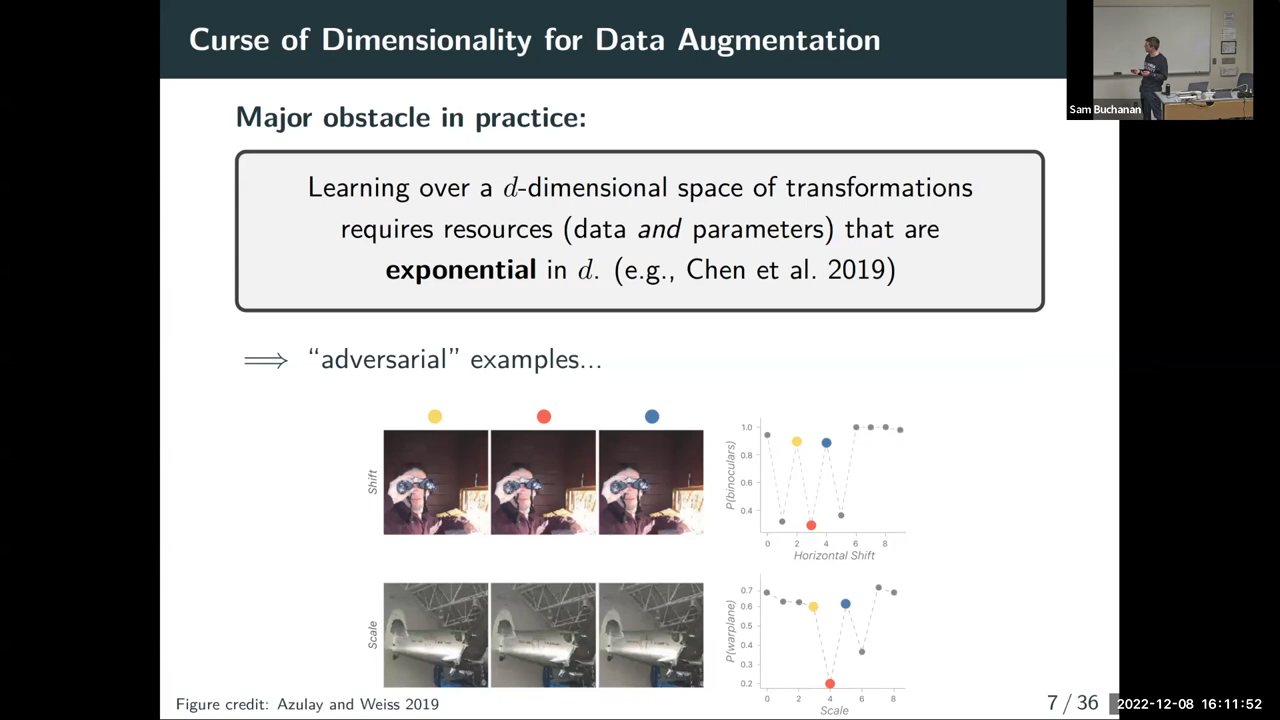 Curse of Dimensionality for Data Augmentation
Sam Buchanan
Major obstacle in practice:
Learning over a d-dimensional space of transformations
requires resources (data and parameters) that are
exponential in d. (e.g., Chen et al. 2019)
⟹ “adversarial” examples...
Shift
P(binoculars)
1.0
0.8
0.6
0.4
0 2 4 6 8
Horizontal Shift
Scale
P(warplane)
0.7
0.6
0.5
0.4
0.3
0.2
0 2 4 6 8
Scale
Figure credit: Azulay and Weiss 2019
7 / 36
2022-12-08 16:11:52